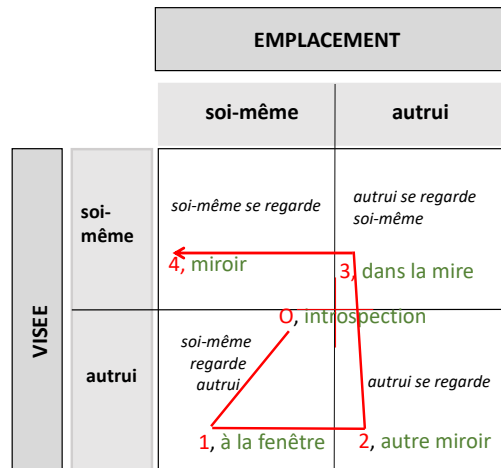 EMPLACEMENT
soi-même
autrui
VISEE
soi-
même
soi-même se regarde
autrui se regarde
soi-même
4, miroir
3, dans la mire
O, introspection
autrui
soi-même
regarde
autrui
autrui se regarde
1, à la fenêtre
2, autre miroir